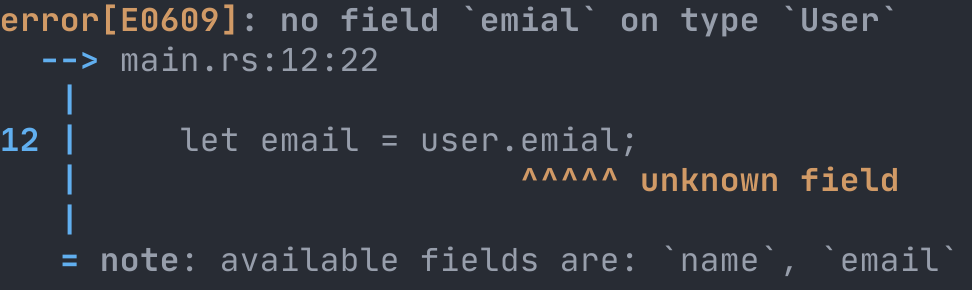 error[E0609]: no field `emial` on type `User`
  --> main.rs:12:22
   |
12 |     let email = user.emial;
   |                      ^^^^^ unknown field
   |
   = note: available fields are: `name`, `email`